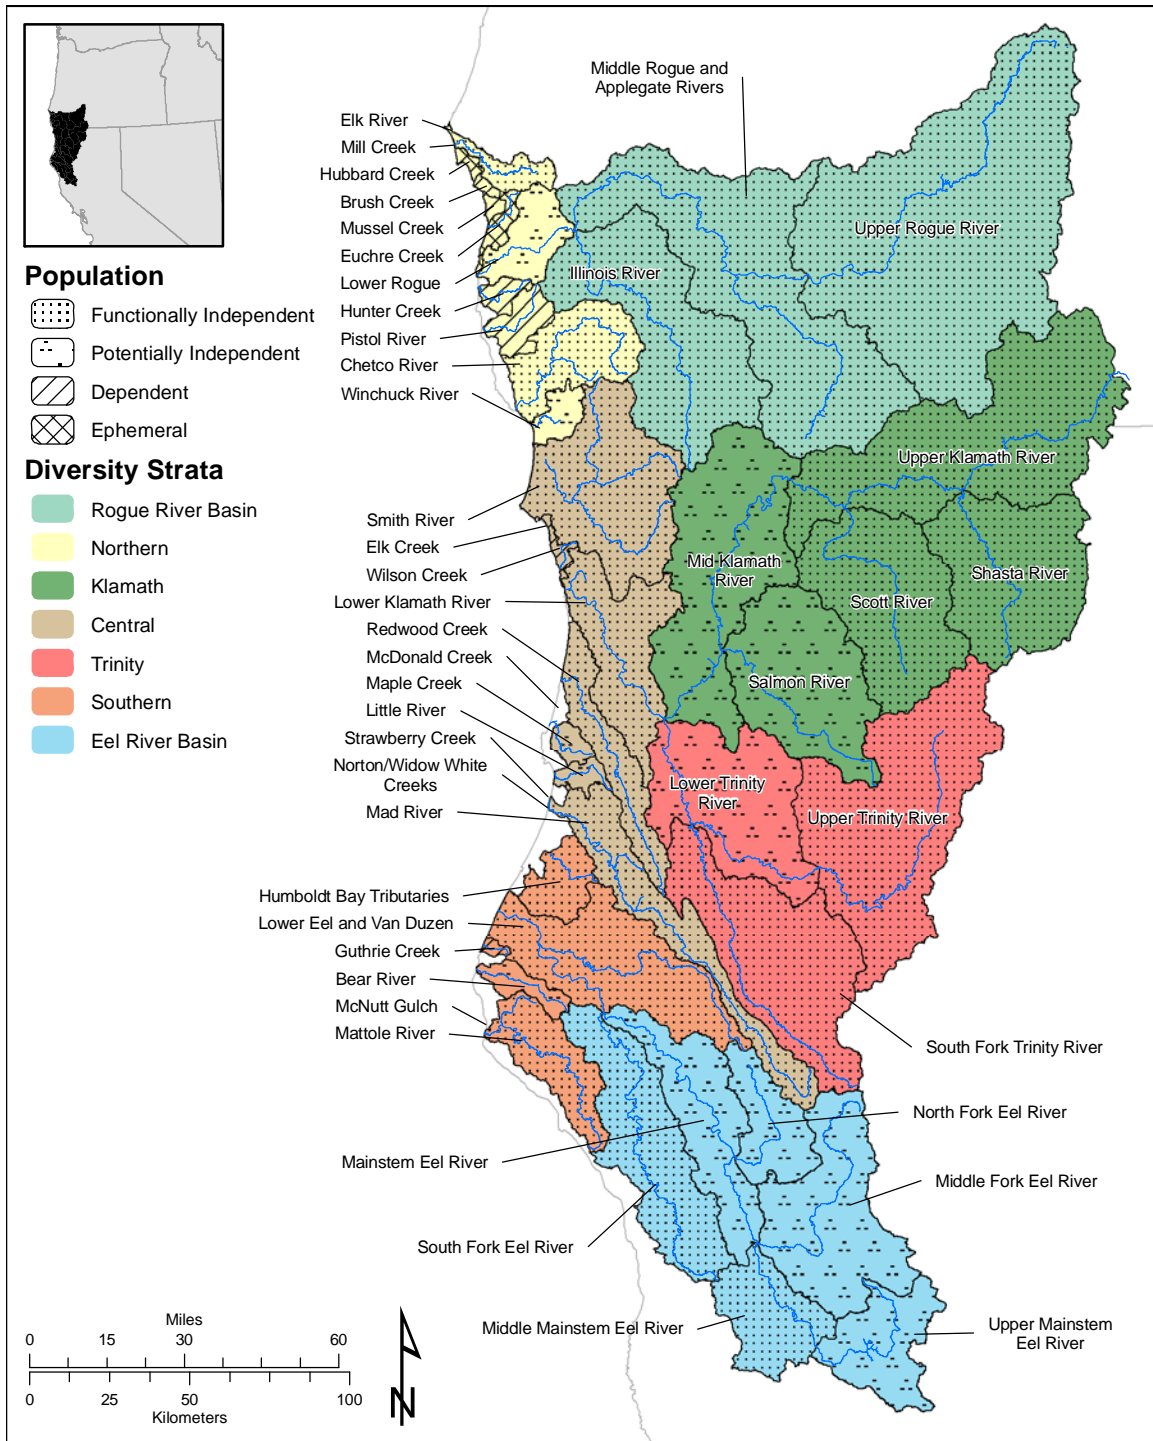 Middle Rogue and
Applegate Rivers
Elk River
Mill Creek
Hubbard Creek
Brush Creek
Mussel Creek
Euchre Creek
Lower Rogue
Hunter Creek
Pistol River
Chetco River
Winchuck River
Upper Rogue River
Illinois River
Population
Functionally Independent
Potentially Independent
Dependent
Ephemeral
Diversity Strata
Rogue River Basin
Northern
Klamath
Central
Trinity
Southern
Eel River Basin
Upper Klamath River
Smith River
Elk Creek
Wilson Creek
Lower Klamath River
Redwood Creek
McDonald Creek
Maple Creek
Little River
Strawberry Creek
Norton/Widow White
Creeks
Mad River
Mid Klamath
River
Shasta River
Scott River
Salmon River
Lower Trinity
River
Upper Trinity River
Humboldt Bay Tributaries
Lower Eel and Van Duzen
Guthrie Creek
Bear River
McNutt Gulch
Mattole River
South Fork Trinity River
North Fork Eel River
Mainstem Eel River
Middle Fork Eel River
South Fork Eel River
Middle Mainstem Eel River
Upper Mainstem
Eel River
Miles
0 15 30 60
0 25 50 100
Kilometers
N